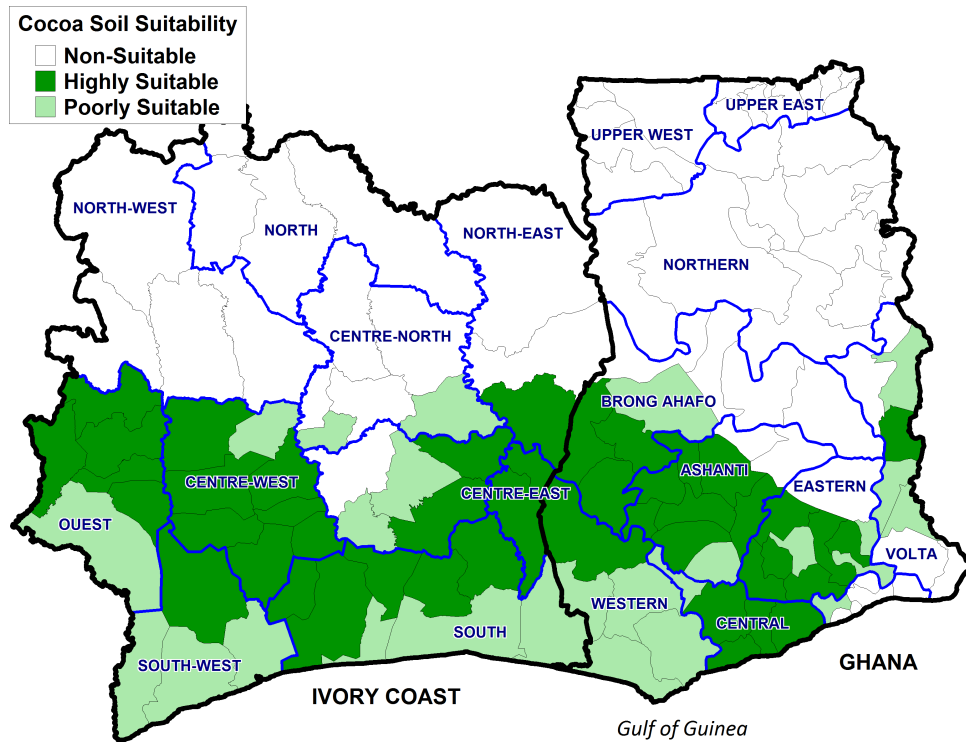 Cocoa Soil Suitability
Non-Suitable
Highly Suitable
Poorly Suitable
UPPER EAST
UPPER WEST
NORTH-WEST
NORTH
NORTH-EAST
NORTHERN
CENTRE-NORTH
BRONG AHAFO
ASHANTI
CENTRE-WEST
CENTRE-EAST
EASTERN
OUEST
VOLTA
WESTERN
CENTRAL
SOUTH
SOUTH-WEST
GHANA
IVORY COAST
Gulf of Guinea